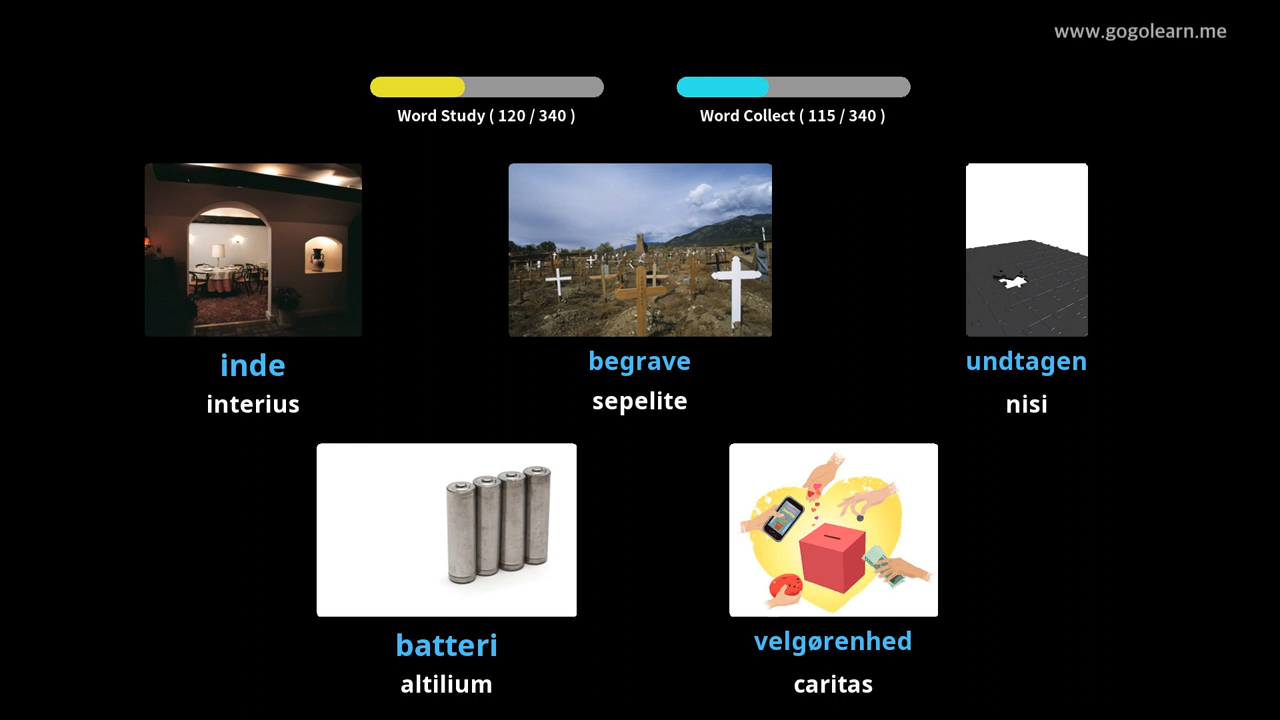 www.gogolearn.me
Word Study ( 120 / 340 )
Word Collect ( 115 / 340 )
inde
interius
begrave
sepelite
undtagen
nisi
batteri
altilium
velgørenhed
caritas